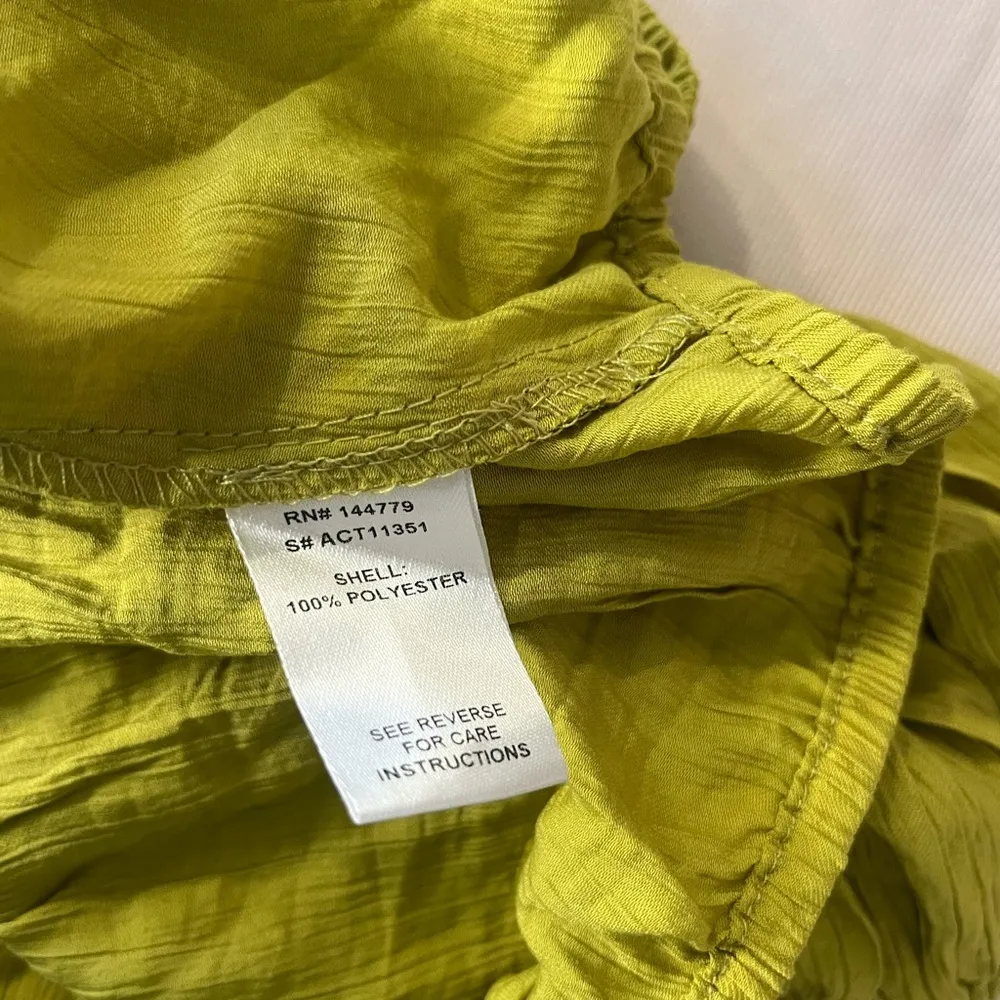 RN# 144779
S# ACT11351
SHELL:
100% POLYESTER
SEE REVERSE
FOR CARE
INSTRUCTIONS